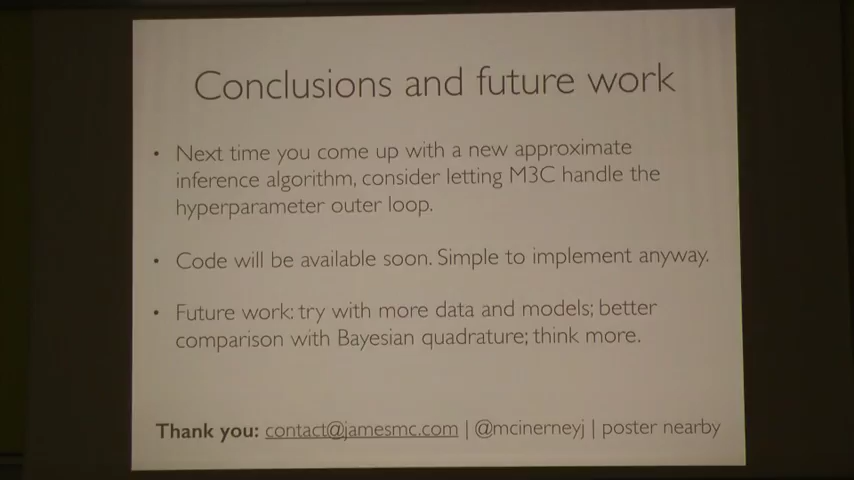 Conclusions and future work
• Next time you come up with a new approximate
inference algorithm, consider letting M3C handle the
hyperparameter outer loop.
• Code will be available soon. Simple to implement anyway.
• Future work: try with more data and models; better
comparison with Bayesian quadrature; think more.
Thank you: contact@jamesmc.com | @mcinerneyj | poster nearby